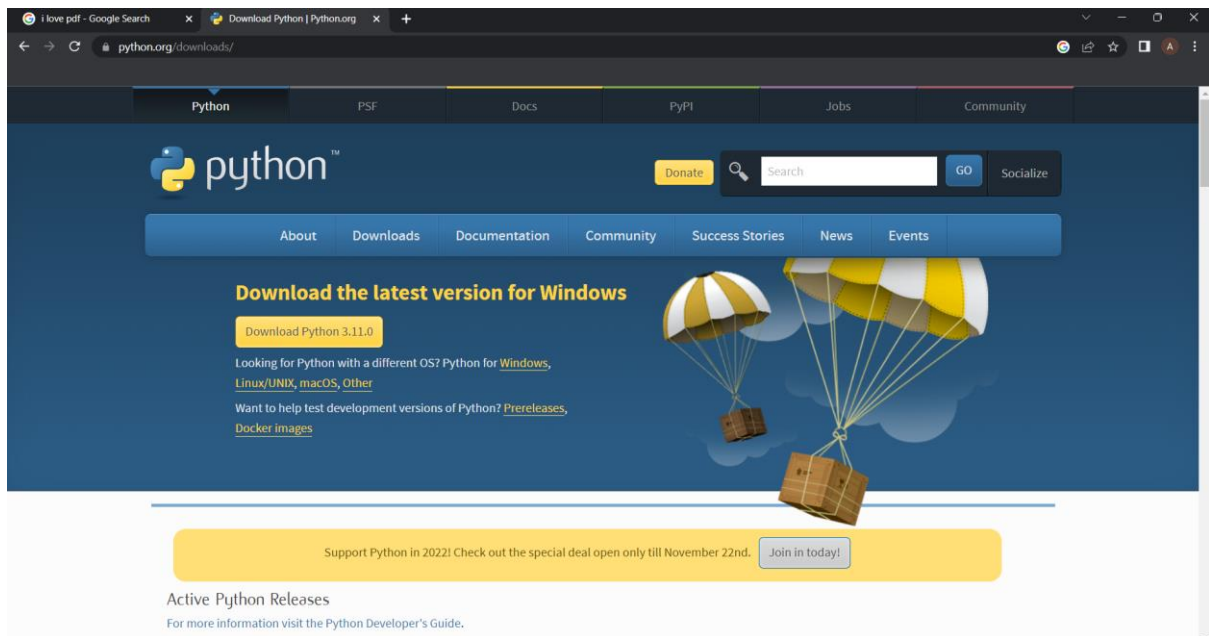 i love pdf - Google Search
Download Python | Python.org
python.org/downloads/
A
Python PSF Docs PyPI Jobs Community
python™
Donate Search GO Socialize
About Downloads Documentation Community Success Stories News Events
Download the latest version for Windows
Download Python 3.11.0
Looking for Python with a different OS? Python for Windows,
Linux/UNIX, macOS, Other
Want to help test development versions of Python? Prereleases,
Docker images
Support Python in 2022! Check out the special deal open only till November 22nd. Join in today!
Active Python Releases
For more information visit the Python Developer's Guide.